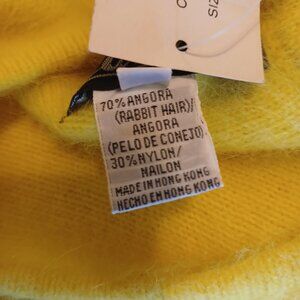 C
SIZ
70% ANGORA
(RABBIT HAIR)/
ANGORA
(PELO DE CONEJO)
30% NYLON/
NAILON
MADE IN HONG KONG
HECHO EN HONG KONG